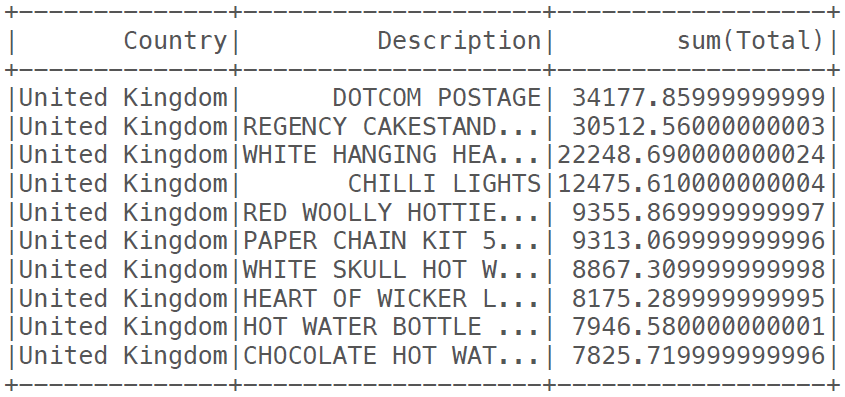 +--------------+--------------------+------------------+
|       Country|         Description|        sum(Total)|
+--------------+--------------------+------------------+
|United Kingdom|      DOTCOM POSTAGE| 34177.85999999999|
|United Kingdom|REGENCY CAKESTAND...| 30512.56000000003|
|United Kingdom|WHITE HANGING HEA...|22248.690000000024|
|United Kingdom|       CHILLI LIGHTS|12475.610000000004|
|United Kingdom|RED WOOLLY HOTTIE...| 9355.869999999997|
|United Kingdom|PAPER CHAIN KIT 5...| 9313.069999999996|
|United Kingdom|WHITE SKULL HOT W...| 8867.309999999998|
|United Kingdom|HEART OF WICKER L...| 8175.289999999995|
|United Kingdom|HOT WATER BOTTLE ...| 7946.580000000001|
|United Kingdom|CHOCOLATE HOT WAT...| 7825.719999999996|
+--------------+--------------------+------------------+